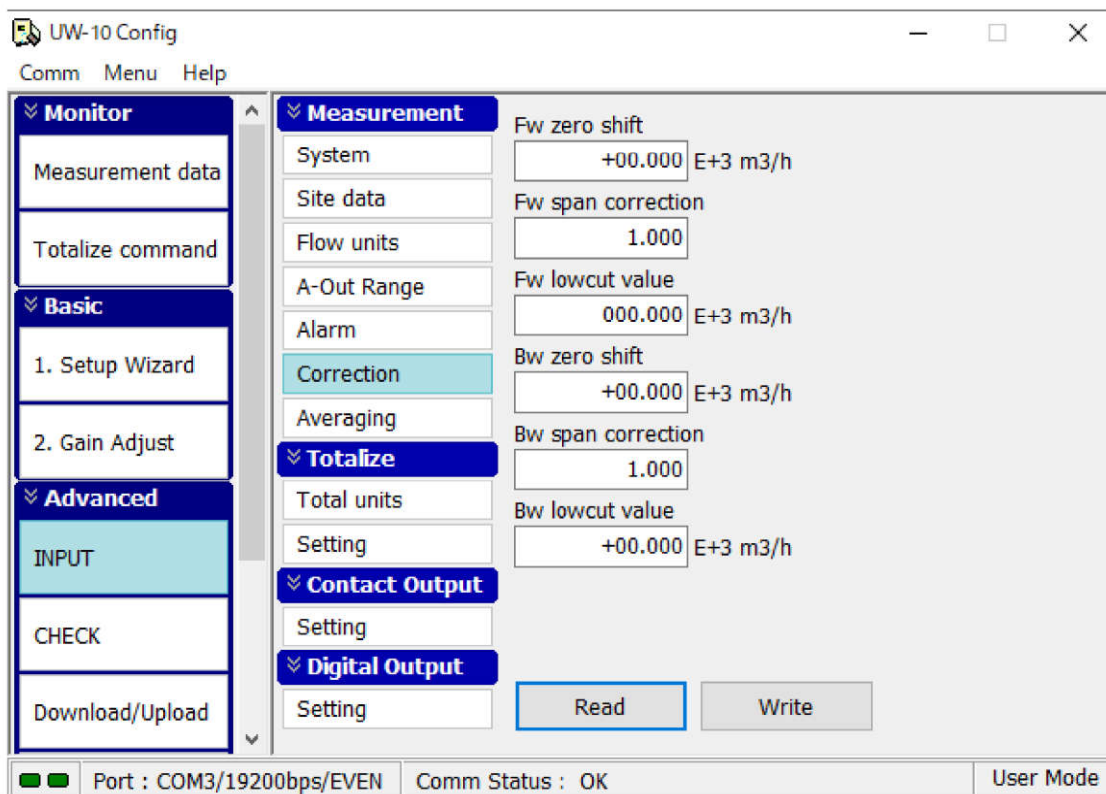 UW-10 Config
Comm Menu Help
Monitor
Measurement data
Totalize command
Basic
1. Setup Wizard
2. Gain Adjust
Advanced
INPUT
CHECK
Download/Upload
Measurement
System
Site data
Flow units
A-Out Range
Alarm
Correction
Averaging
Totalize
Total units
Setting
Contact Output
Setting
Digital Output
Setting
Fw zero shift
+00.000 E+3 m3/h
Fw span correction
1.000
Fw lowcut value
000.000 E+3 m3/h
Bw zero shift
+00.000 E+3 m3/h
Bw span correction
1.000
Bw lowcut value
+00.000 E+3 m3/h
Read Write
Port : COM3/19200bps/EVEN Comm Status : OK User Mode